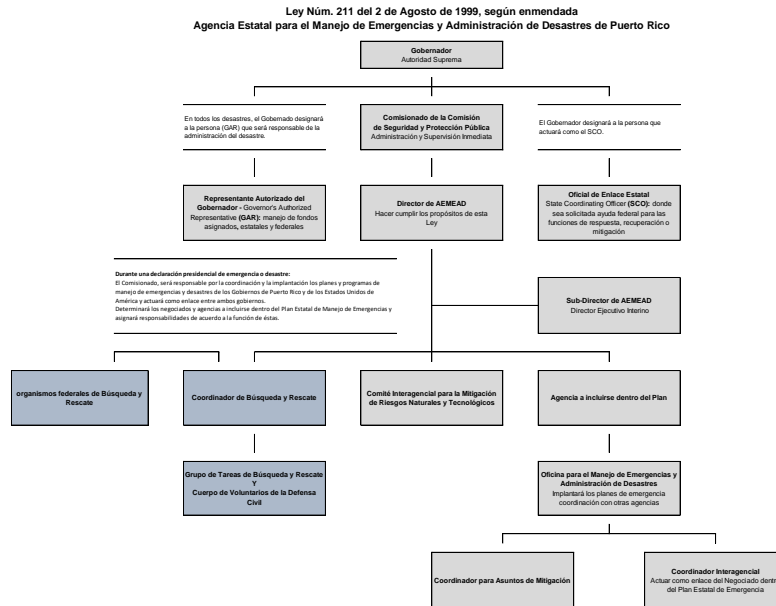 Ley Núm. 211 del 2 de Agosto de 1999, según enmendada
Agencia Estatal para el Manejo de Emergencias y Administración de Desastres de Puerto Rico
Gobernador
Autoridad Suprema
En todos los desastres, el Gobernado designará
a la persona (GAR) que será responsable de la
administración del desastre.
Comisionado de la Comisión
de Seguridad y Protección Pública
Administración y Supervisión Inmediata
El Gobernador designará a la persona que
actuará como el SCO.
Representante Autorizado del
Gobernador - Governor's Authorized
Representative (GAR): manejo de fondos
asignados, estatales y federales
Director de AEMEAD
Hacer cumplir los propósitos de esta
Ley
Oficial de Enlace Estatal
State Coordinating Officer (SCO): donde
sea solicitada ayuda federal para las
funciones de respuesta, recuperación o
mitigación
Durante una declaración presidencial de emergencia o desastre:
El Comisionado, será responsable por la coordinación y la implantación los planes y programas de
manejo de emergencias y desastres de los Gobiernos de Puerto Rico y de los Estados Unidos de
América y actuará como enlace entre ambos gobiernos.
Determinará los negociados y agencias a incluirse dentro del Plan Estatal de Manejo de Emergencias y
asignará responsabilidades de acuerdo a la función de éstas.
Sub-Director de AEMEAD
Director Ejecutivo Interino
organismos federales de Búsqueda y
Rescate
Coordinador de Búsqueda y Rescate
Comité Interagencial para la Mitigación
de Riesgos Naturales y Tecnológicos
Agencia a incluirse dentro del Plan
Grupo de Tareas de Búsqueda y Rescate
Y
Cuerpo de Voluntarios de la Defensa
Civil
Oficina para el Manejo de Emergencias y
Administración de Desastres
Implantará los planes de emergencia
coordinación con otras agencias
Coordinador para Asuntos de Mitigación
Coordinador Interagencial
Actuar como enlace del Negociado dentro
del Plan Estatal de Emergencia